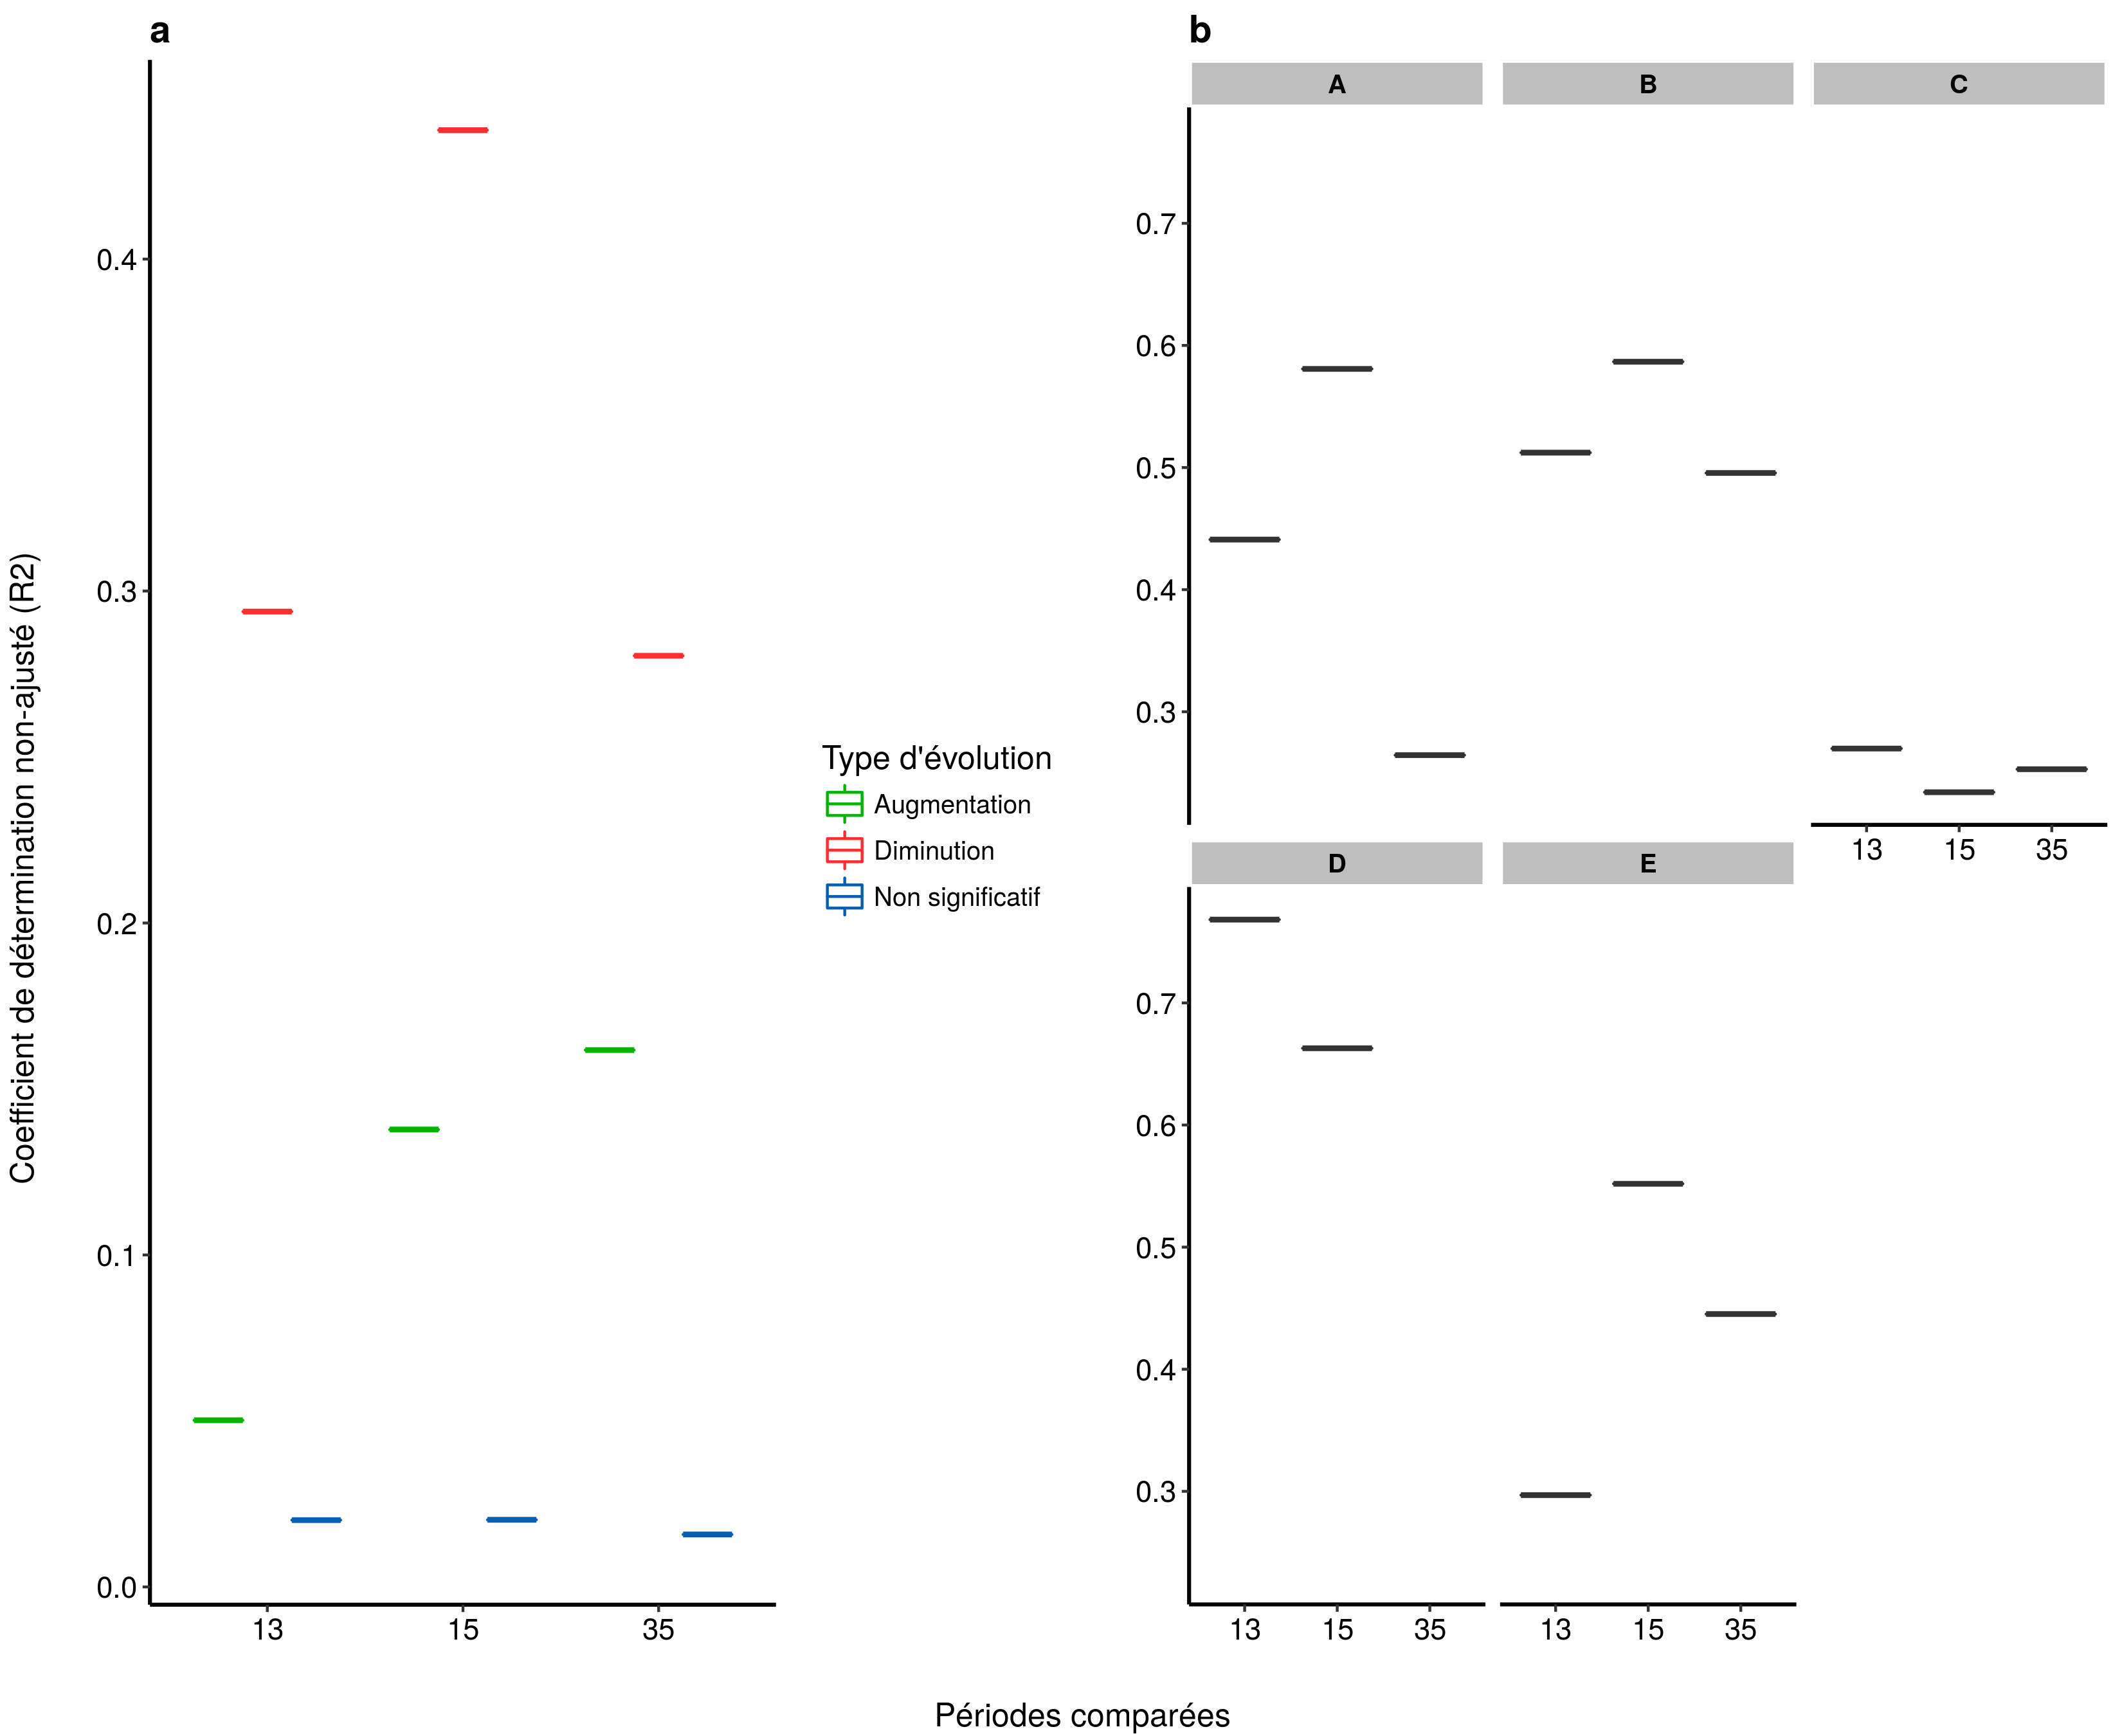 a
Coefficient de détermination non-ajusté (R2)
0.4
0.3
0.2
0.1
0.0
13 15 35
Type d'évolution
Augmentation
Diminution
Non significatif
b
A B C
0.7
0.6
0.5
0.4
0.3
13 15 35
D E
0.7
0.6
0.5
0.4
0.3
13 15 35 13 15 35
Périodes comparées